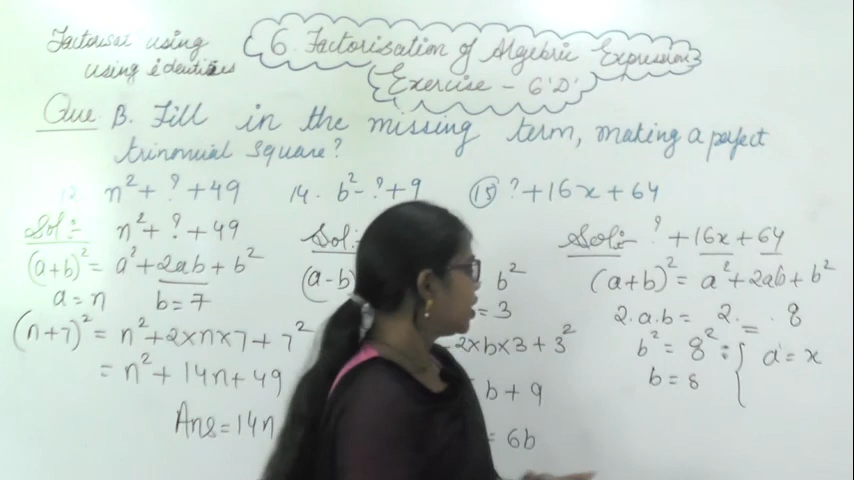 Factorise using
using identities
6. Factorisation of Algebric Expressions
Exercise - 6'D'
Que B. Fill in the missing term, making a perfect
trinomial square?
n² + ? + 49
14. b² - ? + 9
15 ? + 16x + 64
Sol:- n² + ? + 49
(a+b)² = a² + 2ab + b²
a = n b = 7
(n+7)² = n² + 2×n×7 + 7²
= n² + 14n + 49
Ans = 14n
Sol:-
(a-b) b²
= 3
2×b×3 + 3²
b + 9
= 6b
Sol:- ? + 16x + 64
(a+b)² = a² + 2ab + b²
2.a.b = 2. _ . 8
b² = 8²
b = 8
a = x